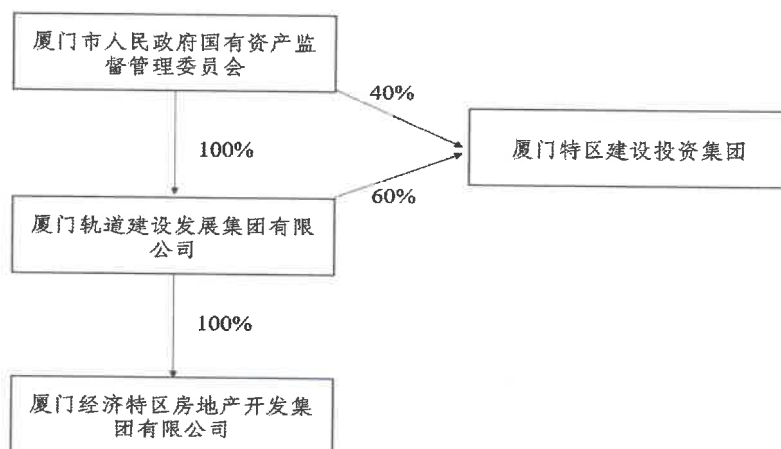 厦门市人民政府国有资产监
督管理委员会
40%
100%
厦门特区建设投资集团
60%
厦门轨道建设发展集团有限
公司
100%
厦门经济特区房地产开发集
团有限公司